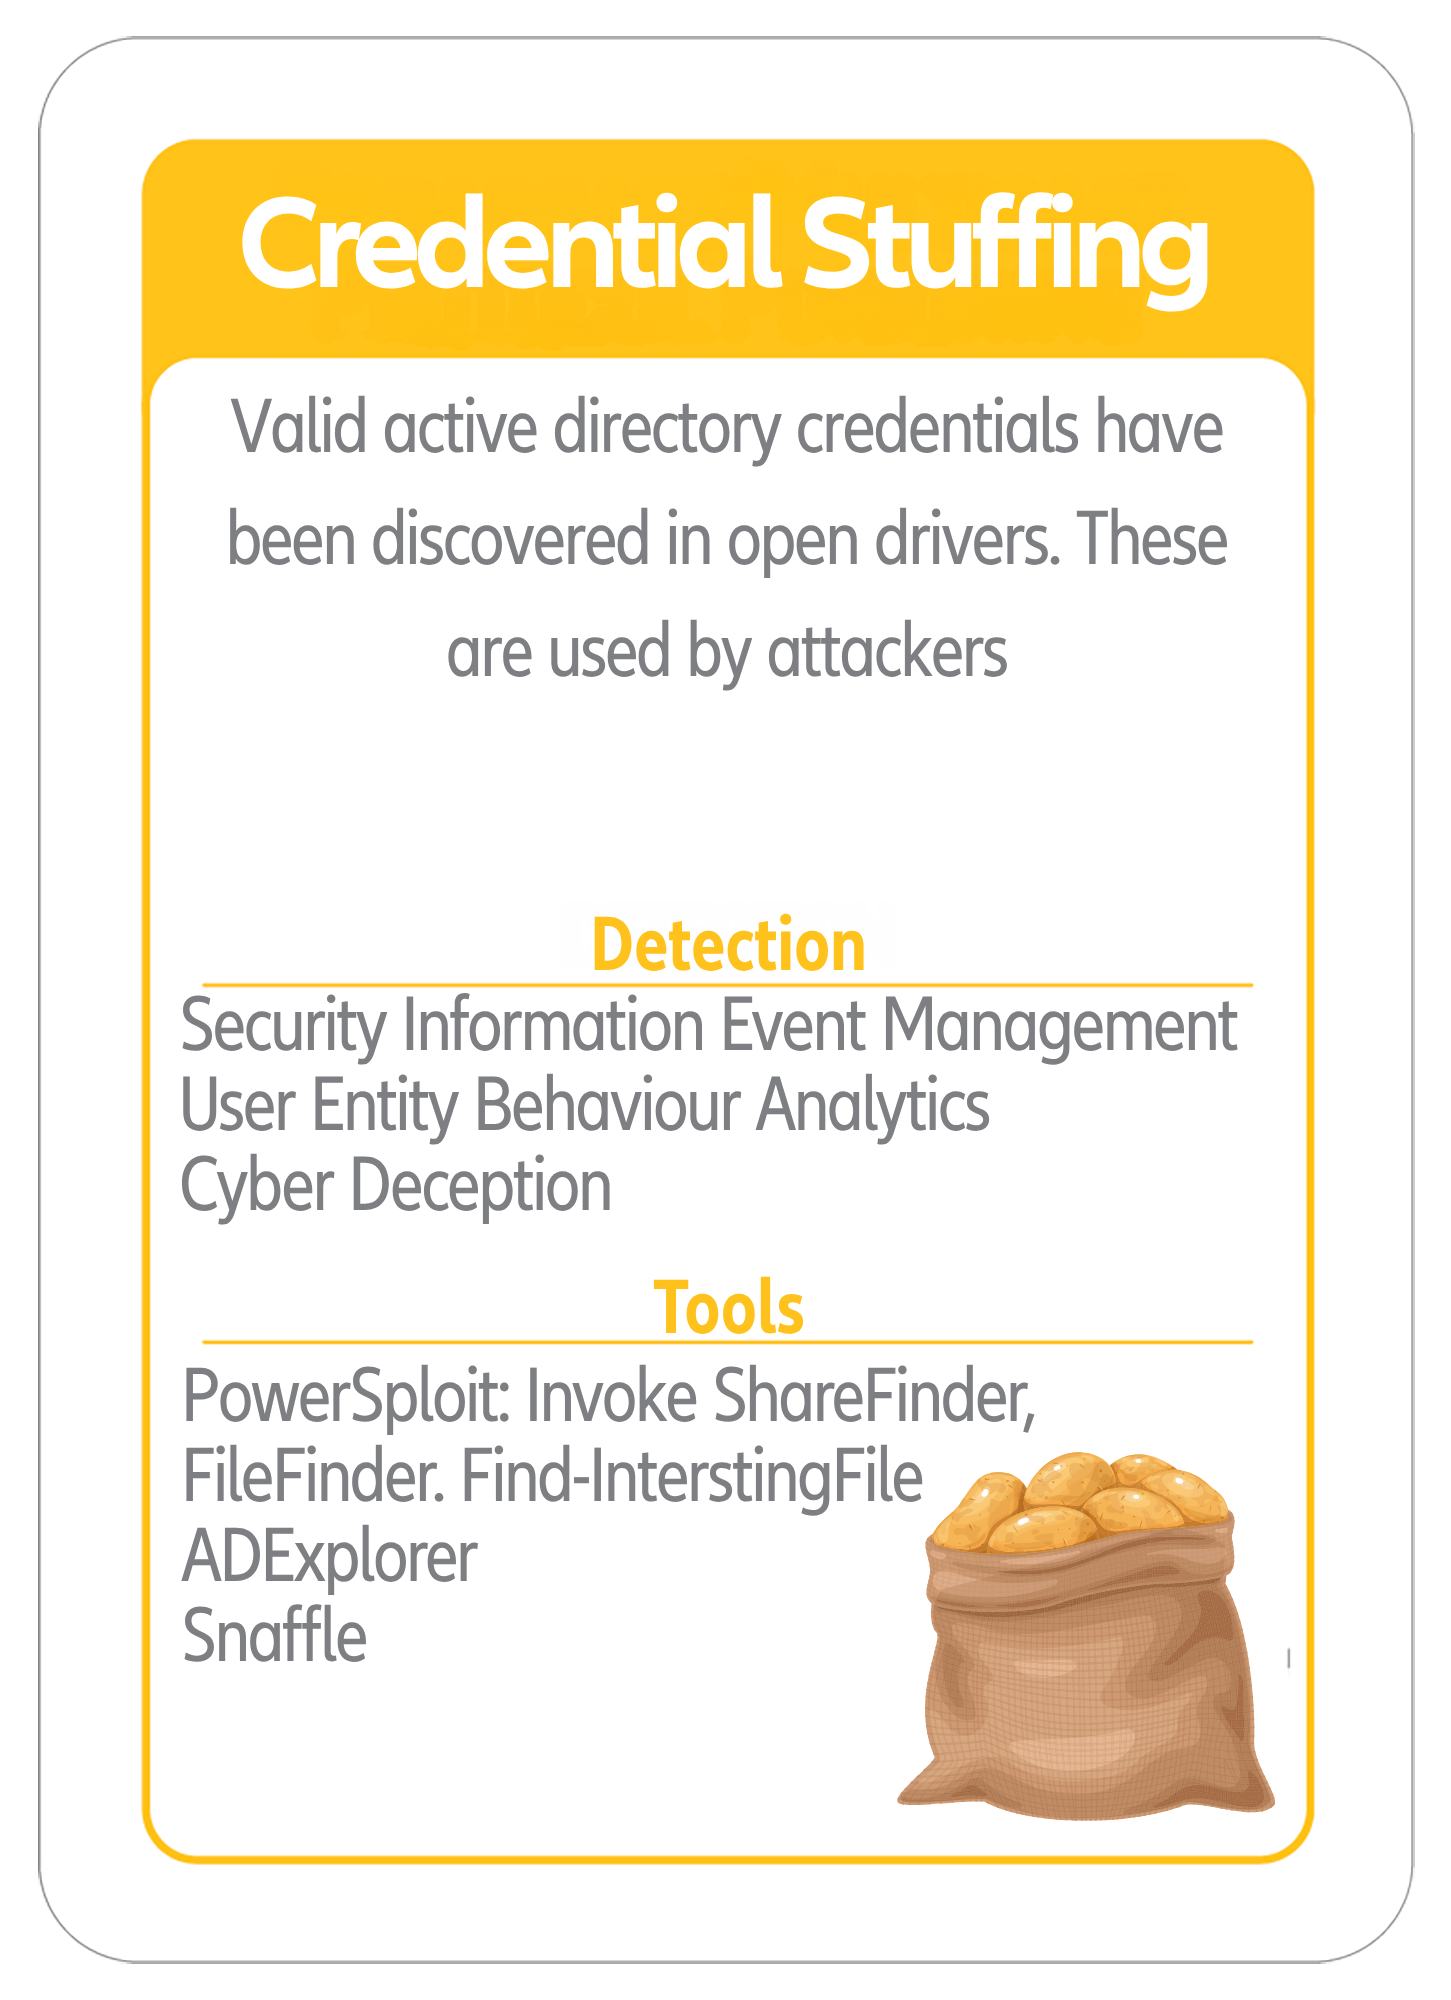 Credential Stuffing
Valid active directory credentials have
been discovered in open drivers. These
are used by attackers
Detection
Security Information Event Management
User Entity Behaviour Analytics
Cyber Deception
Tools
PowerSploit: Invoke ShareFinder,
FileFinder. Find-InterstingFile
ADExplorer
Snaffle